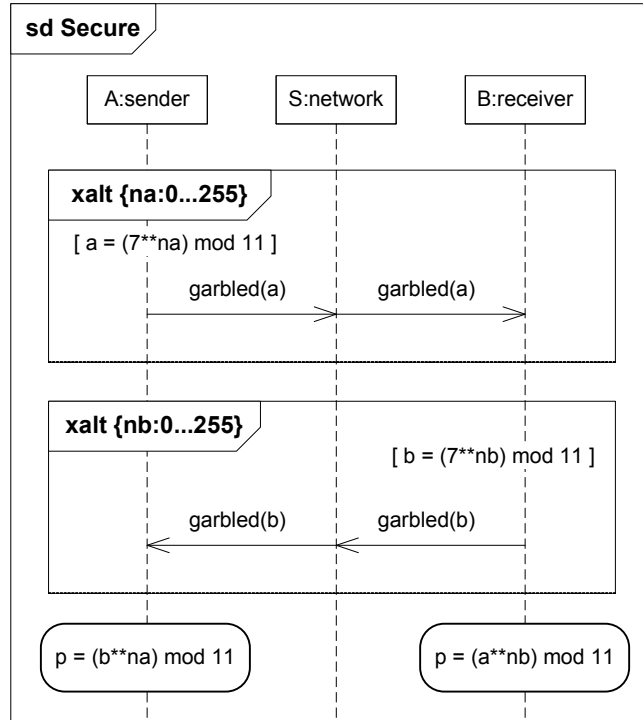 sd Secure
A:sender
S:network
B:receiver
xalt {na:0...255}
[ a = (7**na) mod 11 ]
garbled(a)
garbled(a)
xalt {nb:0...255}
[ b = (7**nb) mod 11 ]
garbled(b)
garbled(b)
p = (b**na) mod 11
p = (a**nb) mod 11